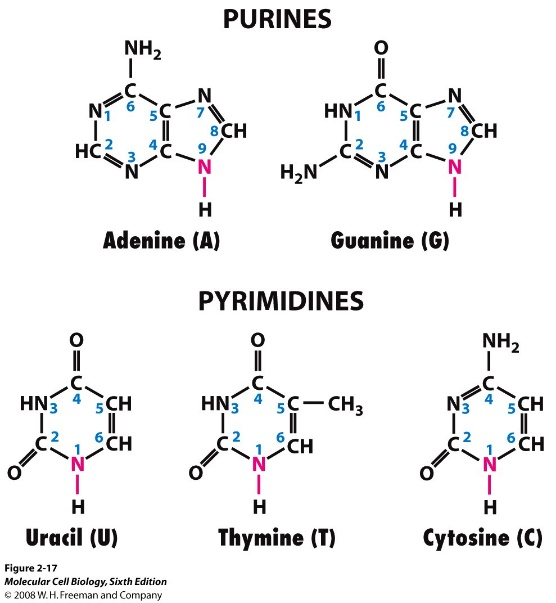 PURINES
NH2 O
C C
N 1 6 5 C N 7 HN 1 6 5 C N 7
8 CH 8 CH
HC 2 3 4 C 9 C 2 3 4 C 9
N N H2N N N
H H
Adenine (A) Guanine (G)
PYRIMIDINES
O O NH2
C C C
HN 3 4 5 CH HN 3 4 5 C CH3 N 3 4 5 CH
C 2 1 6 CH C 2 1 6 CH C 2 1 6 CH
O N O N O N
H H H
Uracil (U) Thymine (T) Cytosine (C)
Figure 2-17
Molecular Cell Biology, Sixth Edition
© 2008 W. H. Freeman and Company